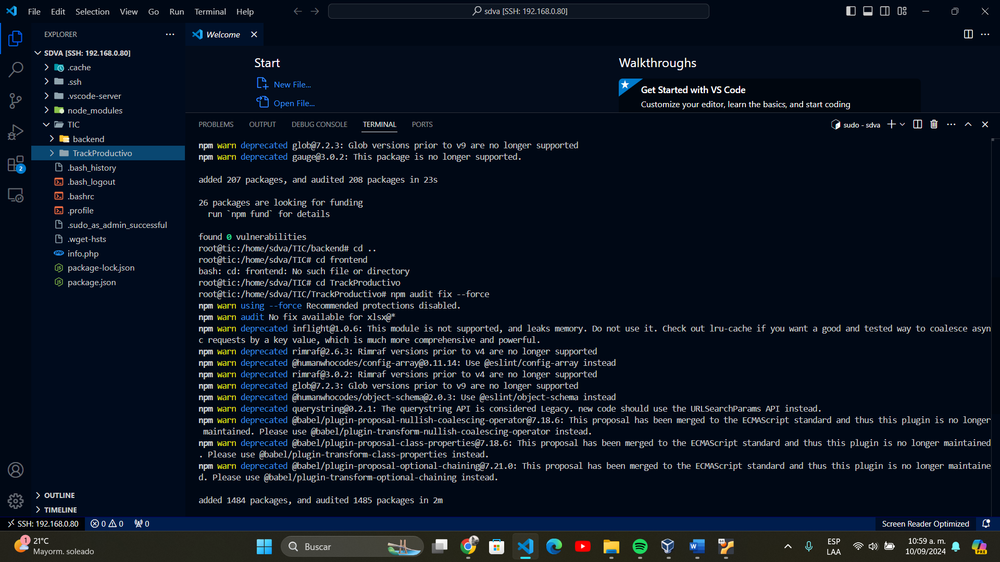 File Edit Selection View Go Run Terminal Help
sdva [SSH: 192.168.0.80]
EXPLORER
Welcome
SDVA [SSH: 192.168.0.80]
.cache
.ssh
.vscode-server
node_modules
TIC
backend
TrackProductivo
.bash_history
.bash_logout
.bashrc
.profile
.sudo_as_admin_successful
.wget-hsts
info.php
package-lock.json
package.json
OUTLINE
TIMELINE
2
Start
New File...
Open File...
Walkthroughs
Get Started with VS Code
Customize your editor, learn the basics, and start coding
PROBLEMS OUTPUT DEBUG CONSOLE TERMINAL PORTS
sudo - sdva
npm warn deprecated glob@7.2.3: Glob versions prior to v9 are no longer supported
npm warn deprecated gauge@3.0.2: This package is no longer supported.
added 207 packages, and audited 208 packages in 23s
26 packages are looking for funding
run `npm fund` for details
found 0 vulnerabilities
root@tic:/home/sdva/TIC/backend# cd ..
root@tic:/home/sdva/TIC# cd frontend
bash: cd: frontend: No such file or directory
root@tic:/home/sdva/TIC# cd TrackProductivo
root@tic:/home/sdva/TIC/TrackProductivo# npm audit fix --force
npm warn using --force Recommended protections disabled.
npm warn audit No fix available for xlsx@*
npm warn deprecated inflight@1.0.6: This module is not supported, and leaks memory. Do not use it. Check out lru-cache if you want a good and tested way to coalesce asyn
c requests by a key value, which is much more comprehensive and powerful.
npm warn deprecated rimraf@2.6.3: Rimraf versions prior to v4 are no longer supported
npm warn deprecated @humanwhocodes/config-array@0.11.14: Use @eslint/config-array instead
npm warn deprecated rimraf@3.0.2: Rimraf versions prior to v4 are no longer supported
npm warn deprecated glob@7.2.3: Glob versions prior to v9 are no longer supported
npm warn deprecated @humanwhocodes/object-schema@2.0.3: Use @eslint/object-schema instead
npm warn deprecated querystring@0.2.1: The querystring API is considered Legacy. new code should use the URLSearchParams API instead.
npm warn deprecated @babel/plugin-proposal-nullish-coalescing-operator@7.18.6: This proposal has been merged to the ECMAScript standard and thus this plugin is no longer
maintained. Please use @babel/plugin-transform-nullish-coalescing-operator instead.
npm warn deprecated @babel/plugin-proposal-class-properties@7.18.6: This proposal has been merged to the ECMAScript standard and thus this plugin is no longer maintained
. Please use @babel/plugin-transform-class-properties instead.
npm warn deprecated @babel/plugin-proposal-optional-chaining@7.21.0: This proposal has been merged to the ECMAScript standard and thus this plugin is no longer maintaine
d. Please use @babel/plugin-transform-optional-chaining instead.
added 1484 packages, and audited 1485 packages in 2m
SSH: 192.168.0.80 0 0 0
Screen Reader Optimized
1
21°C
Mayorm. soleado
Buscar
64
ESP
LAA
10:59 a. m.
10/09/2024
PRE